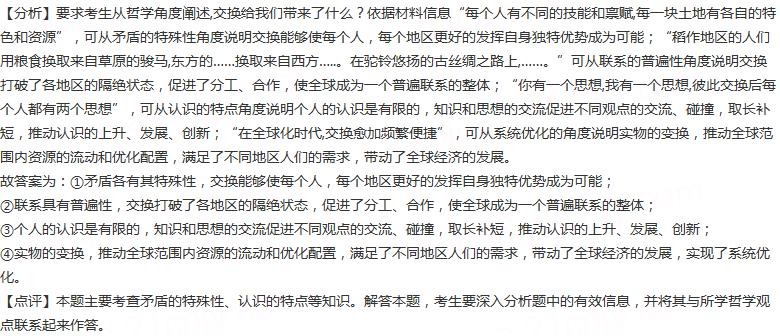 【分析】要求考生从哲学角度阐述,交换给我们带来了什么？依据材料信息“每个人有不同的技能和禀赋,每一块土地有各自的特
色和资源”，可从矛盾的特殊性角度说明交换能够使每个人，每个地区更好的发挥自身独特优势成为可能；“稻作地区的人们
用粮食换取来自草原的骏马,东方的......换取来自西方.....。在驼铃悠扬的古丝绸之路上,......。”可从联系的普遍性角度说明交换
打破了各地区的隔绝状态，促进了分工、合作，使全球成为一个普遍联系的整体；“你有一个思想,我有一个思想,彼此交换后每
个人都有两个思想”，可从认识的特点角度说明个人的认识是有限的，知识和思想的交流促进不同观点的交流、碰撞，取长补
短，推动认识的上升、发展、创新；“在全球化时代,交换愈加频繁便捷”，可从系统优化的角度说明实物的变换，推动全球范
围内资源的流动和优化配置，满足了不同地区人们的需求，带动了全球经济的发展。
故答案为：①矛盾各有其特殊性，交换能够使每个人，每个地区更好的发挥自身独特优势成为可能；
②联系具有普遍性，交换打破了各地区的隔绝状态，促进了分工、合作，使全球成为一个普遍联系的整体；
③个人的认识是有限的，知识和思想的交流促进不同观点的交流、碰撞，取长补短，推动认识的上升、发展、创新；
④实物的变换，推动全球范围内资源的流动和优化配置，满足了不同地区人们的需求，带动了全球经济的发展，实现了系统优
化。
【点评】本题主要考查矛盾的特殊性、认识的特点等知识。解答本题，考生要深入分析题中的有效信息，并将其与所学哲学观
点联系起来作答。